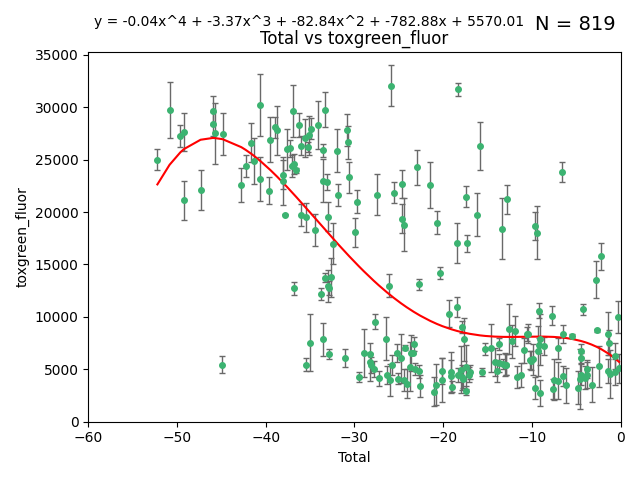 y = -0.04x^4 + -3.37x^3 + -82.84x^2 + -782.88x + 5570.01 N = 819
Total vs toxgreen_fluor
35000
30000
25000
20000
15000
10000
5000
0
toxgreen_fluor
−60 −50 −40 −30 −20 −10 0
Total